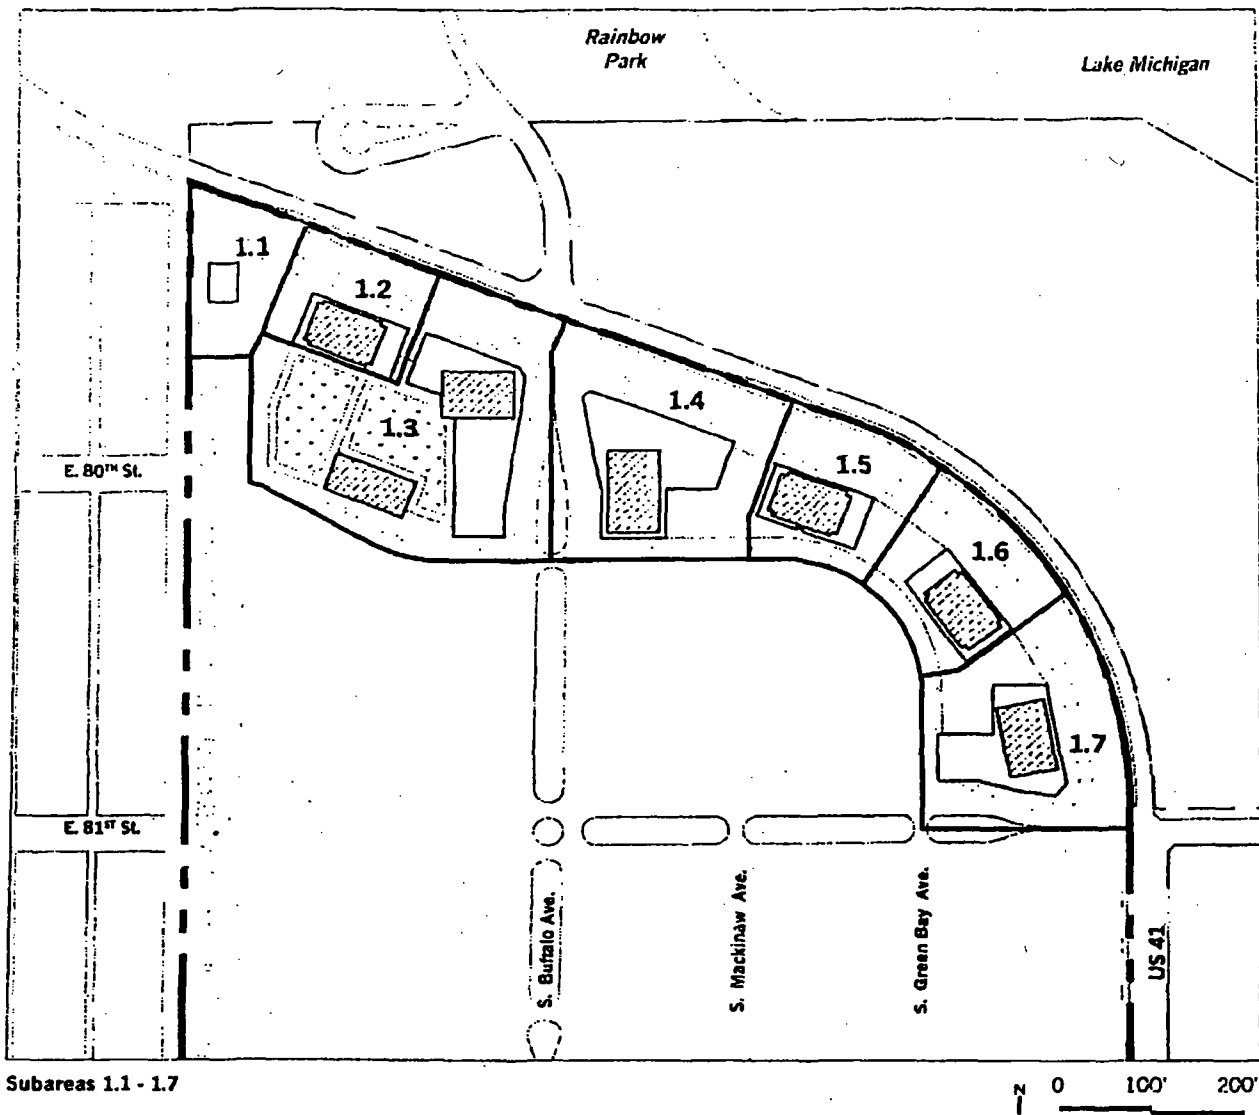 Rainbow
Park
Lake Michigan
1.1
1.2
1.3
1.4
1.5
1.6
1.7
E. 80TH St.
E. 81ST St.
S. Buffalo Ave.
S. Mackinaw Ave.
S. Green Bay Ave.
US 41
Subareas 1.1 - 1.7
N
0 100' 200'